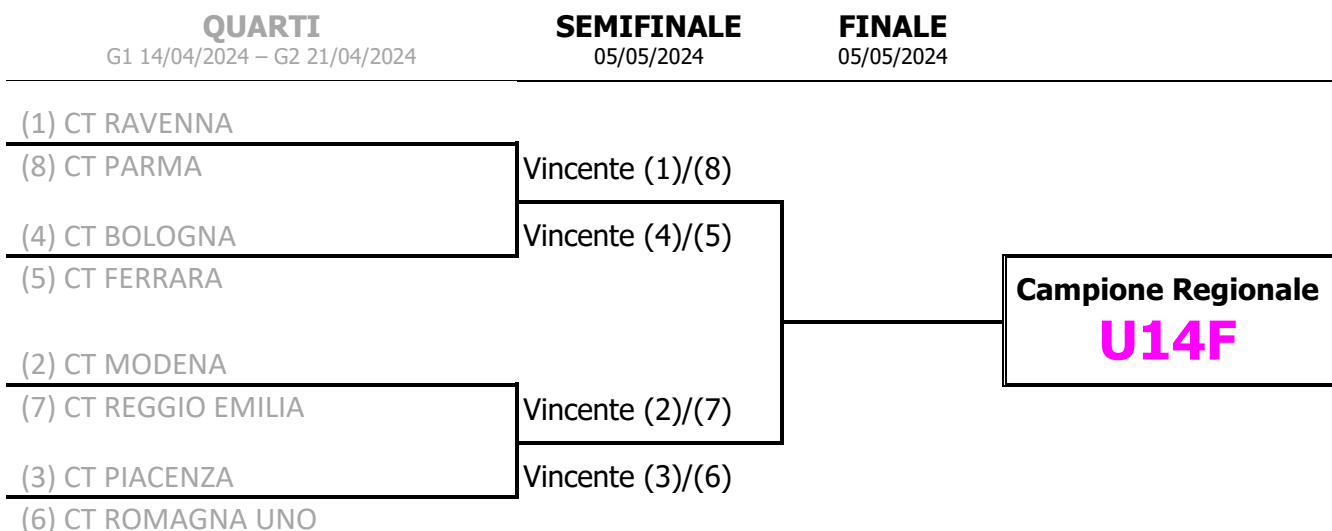 QUARTI SEMIFINALE FINALE
G1 14/04/2024 – G2 21/04/2024 05/05/2024 05/05/2024
(1) CT RAVENNA
(8) CT PARMA Vincente (1)/(8)
(4) CT BOLOGNA Vincente (4)/(5)
(5) CT FERRARA
Campione Regionale
U14F
(2) CT MODENA
(7) CT REGGIO EMILIA Vincente (2)/(7)
(3) CT PIACENZA Vincente (3)/(6)
(6) CT ROMAGNA UNO